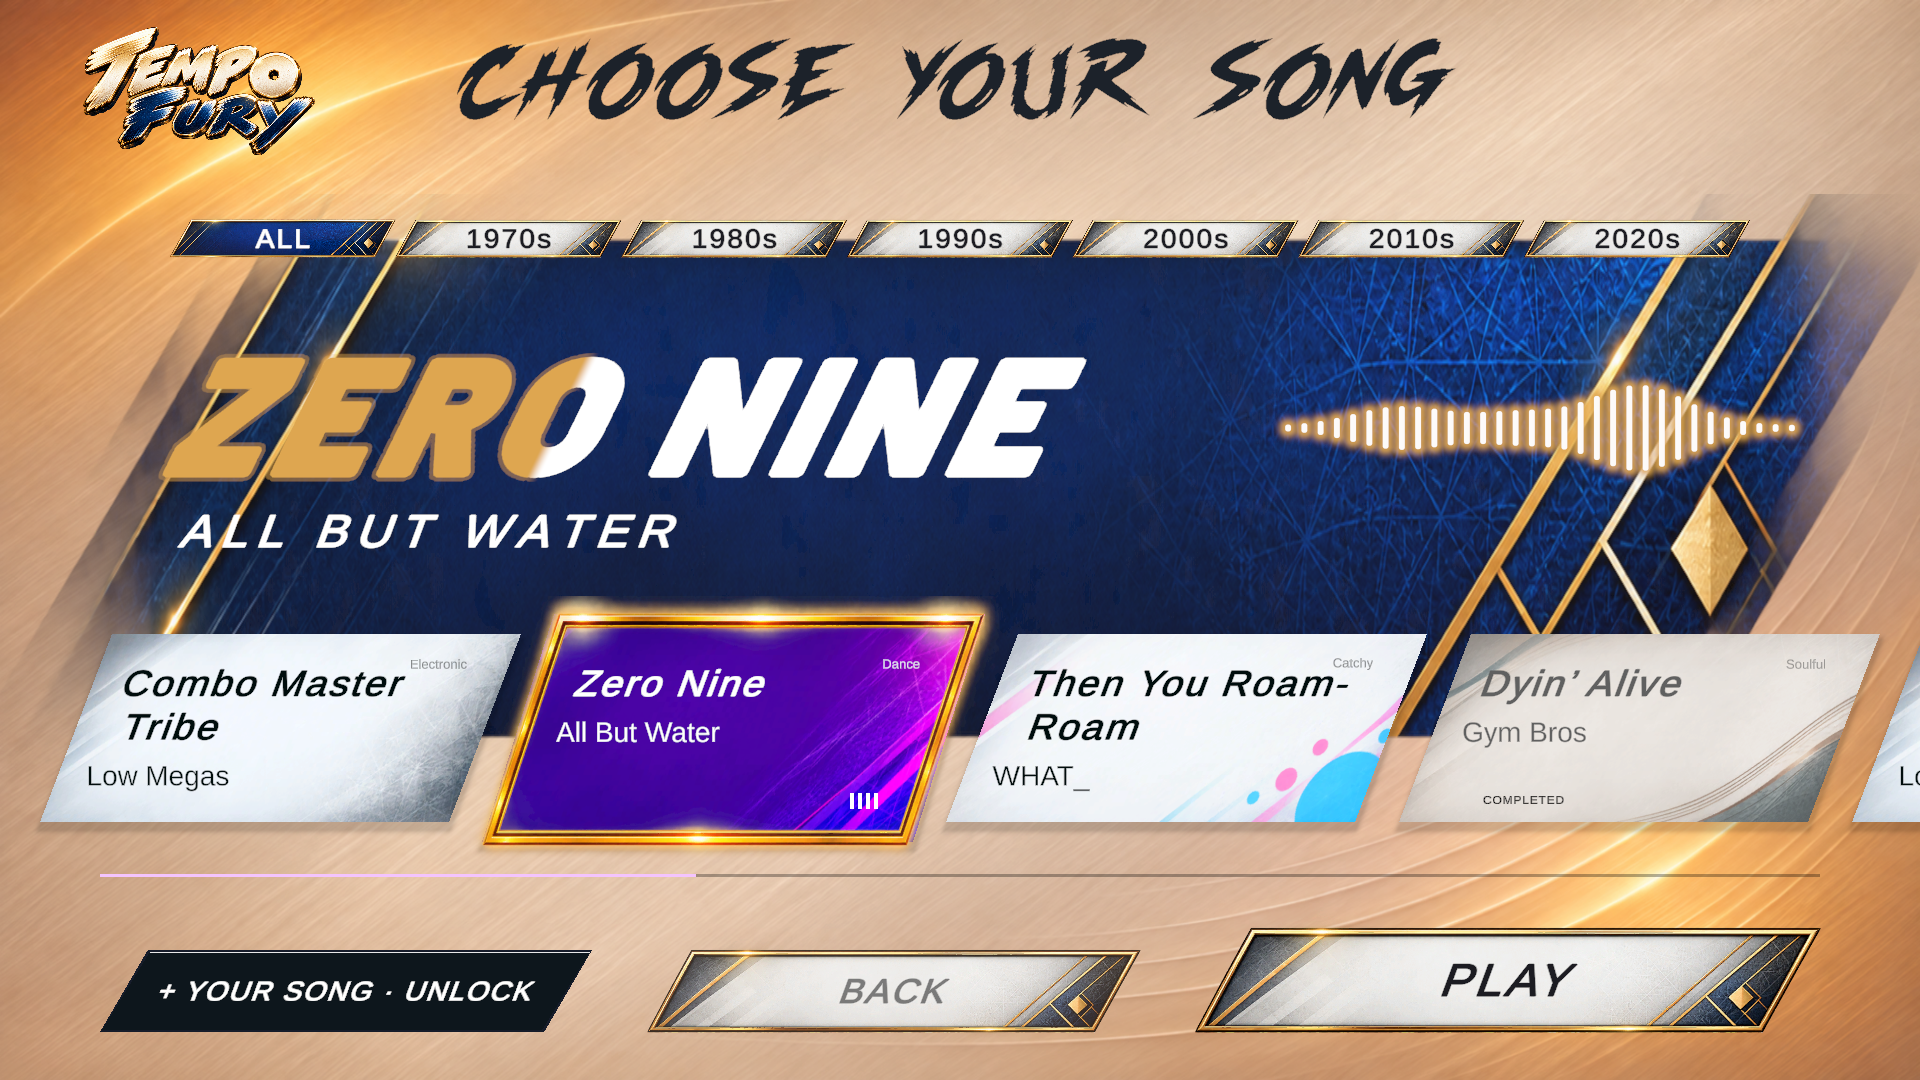 TEMPO
FURY
CHOOSE YOUR SONG
ALL
1970s
1980s
1990s
2000s
2010s
2020s
ZERO NINE
ALL BUT WATER
Combo Master
Tribe
Electronic
Low Megas
Zero Nine
Dance
All But Water
Then You Roam-
Roam
Catchy
WHAT_
Dyin’ Alive
Soulful
Gym Bros
COMPLETED
+ YOUR SONG · UNLOCK
BACK
PLAY